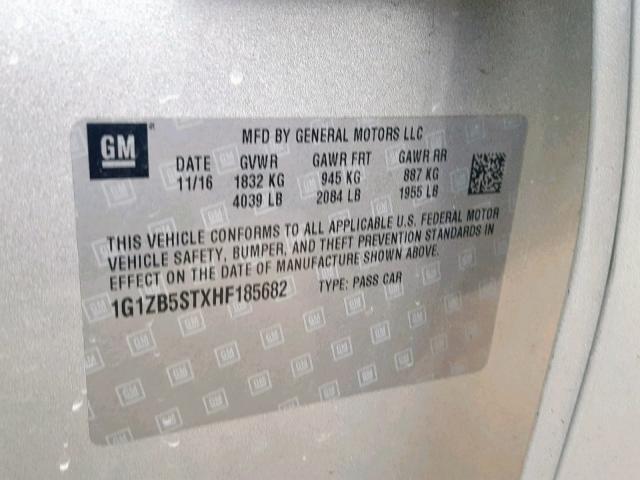 GM
MFD BY GENERAL MOTORS LLC
DATE GVWR GAWR FRT GAWR RR
11/16 1832 KG 945 KG 887 KG
4039 LB 2084 LB 1955 LB
THIS VEHICLE CONFORMS TO ALL APPLICABLE U.S. FEDERAL MOTOR
VEHICLE SAFETY, BUMPER, AND THEFT PREVENTION STANDARDS IN
EFFECT ON THE DATE OF MANUFACTURE SHOWN ABOVE.
1G1ZB5STXHF185682 TYPE: PASS CAR